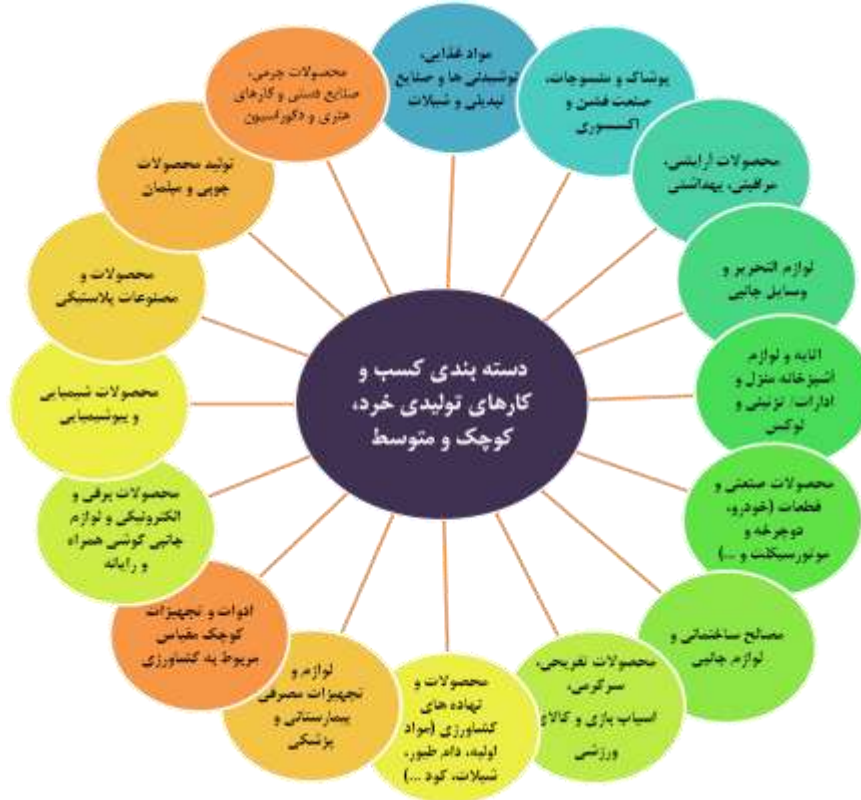 دسته بندی کسب و
کارهای تولیدی خرد،
کوچک و متوسط
مواد غذایی،
نوشیدنی ها و صنایع
تبدیلی و شیلات
پوشاک و منسوجات،
صنعت فشن و
اکسسوری
محصولات آرایشی،
مراقبتی، بهداشتی
لوازم التحریر و
وسایل جانبی
اثاثه و لوازم
آشپزخانه منزل و
ادارات/ تزئینی و
لوکس
محصولات صنعتی و
قطعات (خودرو،
دوچرخه و
موتورسیکلت و ...)
مصالح ساختمانی و
لوازم جانبی
محصولات تفریحی،
سرگرمی،
اسباب بازی و کالای
ورزشی
محصولات و
نهاده های
کشاورزی (مواد
اولیه، دام، طیور،
شیلات، کود ...)
لوازم و
تجهیزات مصرفی
بیمارستانی و
پزشکی
ادوات و تجهیزات
کوچک مقیاس
مربوط به کشاورزی
محصولات برقی و
الکترونیکی و لوازم
جانبی گوشی همراه
و رایانه
محصولات شیمیایی
و پتروشیمیایی
محصولات و
مصنوعات پلاستیکی
تولید محصولات
چوبی و مبلمان
محصولات چرمی،
صنایع دستی و کارهای
هنری و دکوراسیون